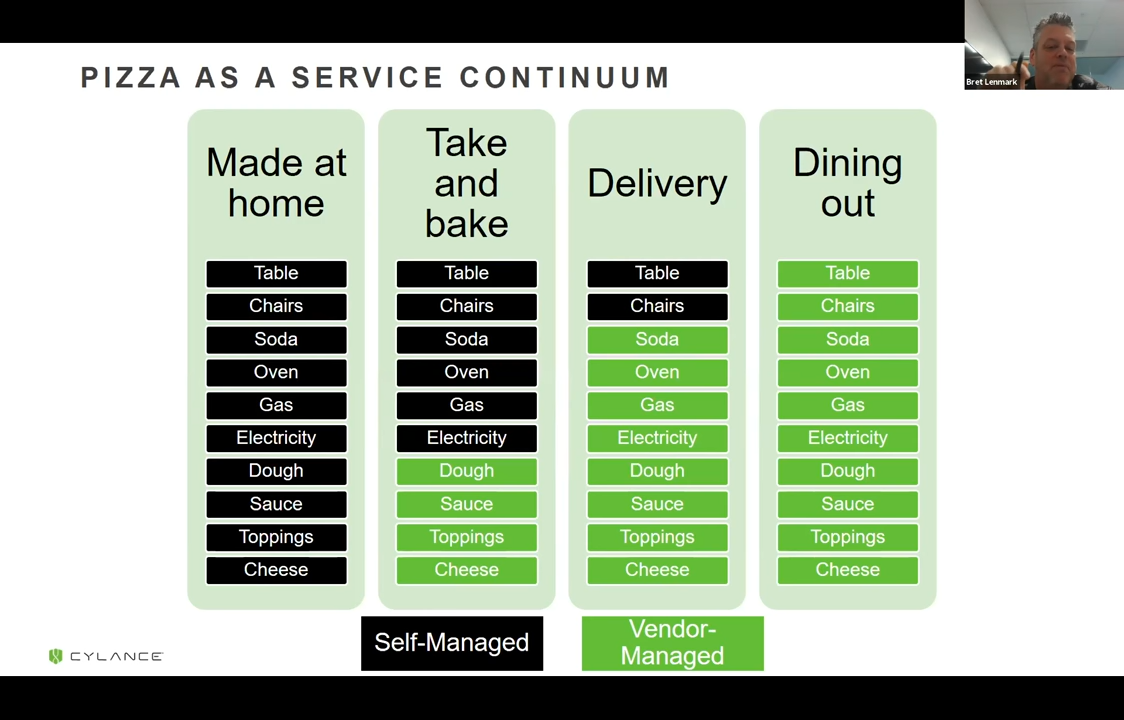 PIZZA AS A SERVICE CONTINUUM
Bret Lenmark
Made at
home
Table
Chairs
Soda
Oven
Gas
Electricity
Dough
Sauce
Toppings
Cheese
Take
and
bake
Table
Chairs
Soda
Oven
Gas
Electricity
Dough
Sauce
Toppings
Cheese
Delivery
Table
Chairs
Soda
Oven
Gas
Electricity
Dough
Sauce
Toppings
Cheese
Dining
out
Table
Chairs
Soda
Oven
Gas
Electricity
Dough
Sauce
Toppings
Cheese
Self-Managed
Vendor-
Managed
CYLANCE